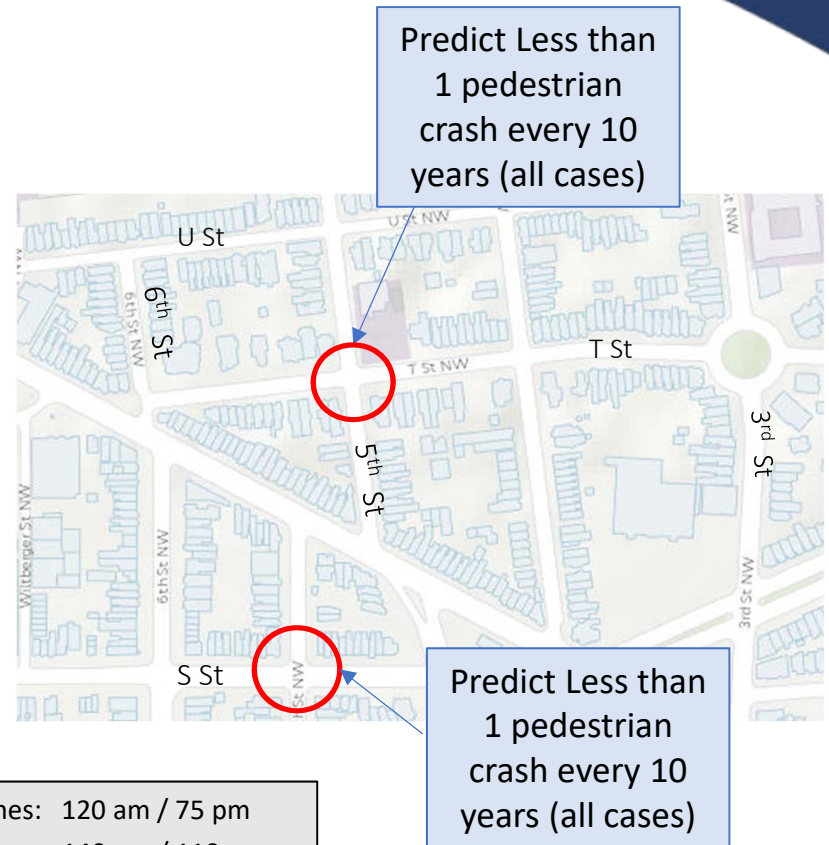 Predict Less than
1 pedestrian
crash every 10
years (all cases)
U St
U St NW
6th St
6th St NW
T St
T St NW
5th St
3rd St
Wiltberger St NW
6th St NW
3rd St NW
S St
St NW
Predict Less than
1 pedestrian
crash every 10
years (all cases)
120 am / 75 pm